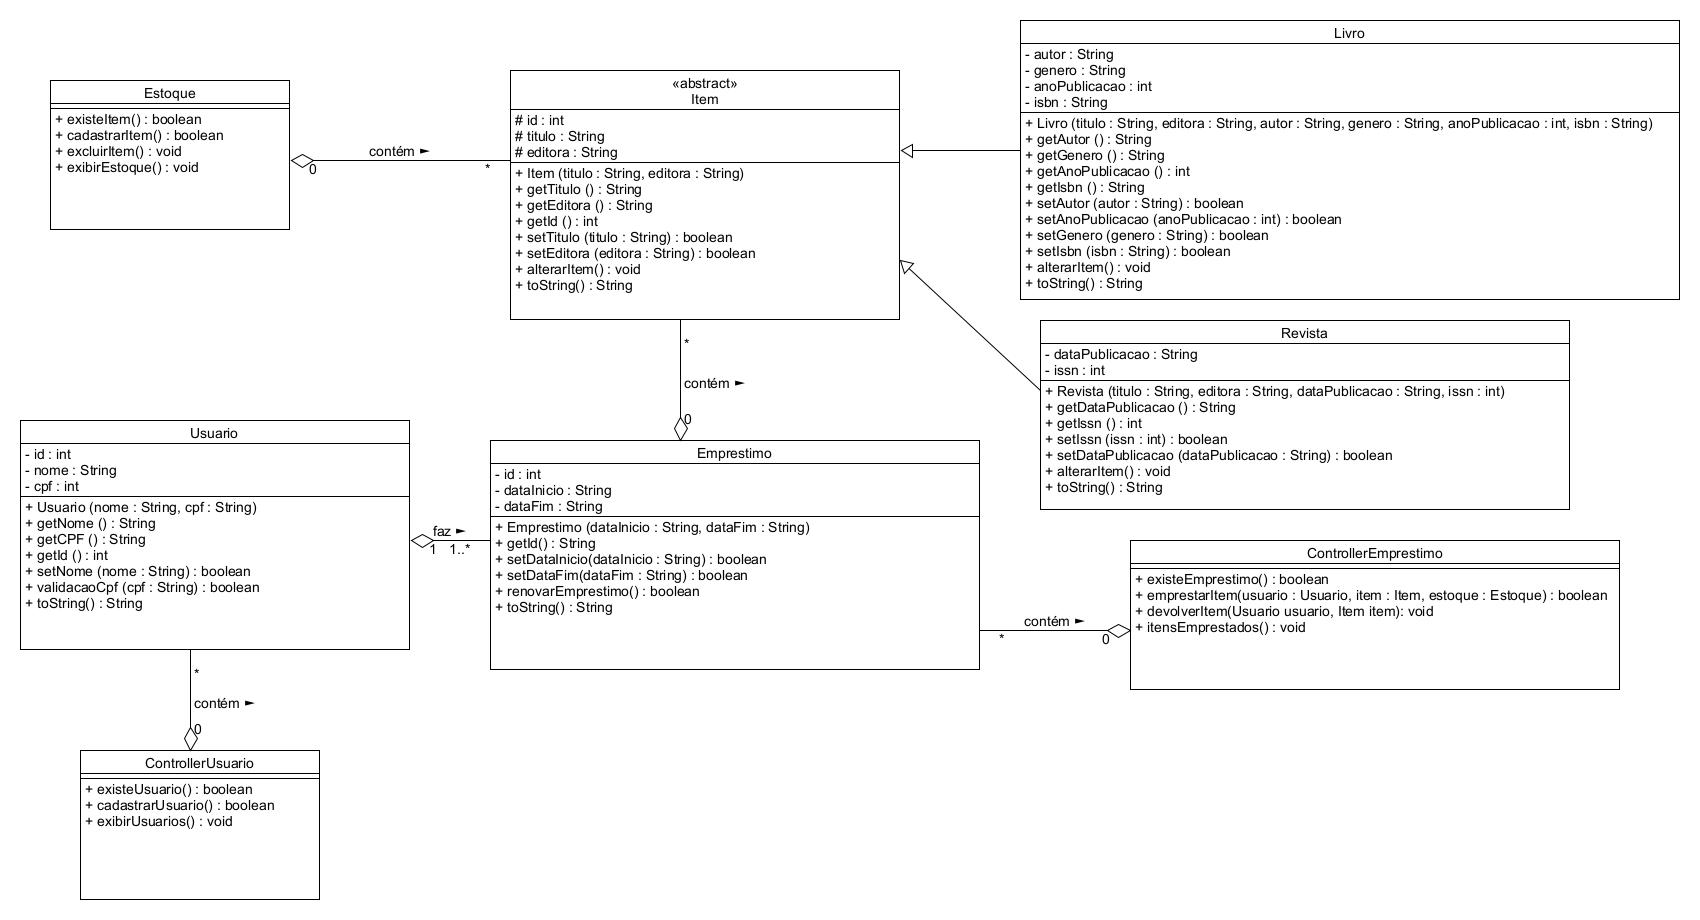 Estoque
+ existeItem() : boolean
+ cadastrarItem() : boolean
+ excluirItem() : void
+ exibirEstoque() : void
0
contém ►
*
«abstract»
Item
# id : int
# titulo : String
# editora : String
+ Item (titulo : String, editora : String)
+ getTitulo () : String
+ getEditora () : String
+ getId () : int
+ setTitulo (titulo : String) : boolean
+ setEditora (editora : String) : boolean
+ alterarItem() : void
+ toString() : String
Livro
- autor : String
- genero : String
- anoPublicacao : int
- isbn : String
+ Livro (titulo : String, editora : String, autor : String, genero : String, anoPublicacao : int, isbn : String)
+ getAutor () : String
+ getGenero () : String
+ getAnoPublicacao () : int
+ getIsbn () : String
+ setAutor (autor : String) : boolean
+ setAnoPublicacao (anoPublicacao : int) : boolean
+ setGenero (genero : String) : boolean
+ setIsbn (isbn : String) : boolean
+ alterarItem() : void
+ toString() : String
Revista
- dataPublicacao : String
- issn : int
+ Revista (titulo : String, editora : String, dataPublicacao : String, issn : int)
+ getDataPublicacao () : String
+ getIssn () : int
+ setIssn (issn : int) : boolean
+ setDataPublicacao (dataPublicacao : String) : boolean
+ alterarItem() : void
+ toString() : String
*
contém ►
0
Usuario
- id : int
- nome : String
- cpf : int
+ Usuario (nome : String, cpf : String)
+ getNome () : String
+ getCPF () : String
+ getId () : int
+ setNome (nome : String) : boolean
+ validacaoCpf (cpf : String) : boolean
+ toString() : String
faz ►
1 1..*
Emprestimo
- id : int
- dataInicio : String
- dataFim : String
+ Emprestimo (dataInicio : String, dataFim : String)
+ getId() : String
+ setDataInicio(dataInicio : String) : boolean
+ setDataFim(dataFim : String) : boolean
+ renovarEmprestimo() : boolean
+ toString() : String
contém ►
* 0
ControllerEmprestimo
+ existeEmprestimo() : boolean
+ emprestarItem(usuario : Usuario, item : Item, estoque : Estoque) : boolean
+ devolverItem(Usuario usuario, Item item): void
+ itensEmprestados() : void
*
contém ►
0
ControllerUsuario
+ existeUsuario() : boolean
+ cadastrarUsuario() : boolean
+ exibirUsuarios() : void